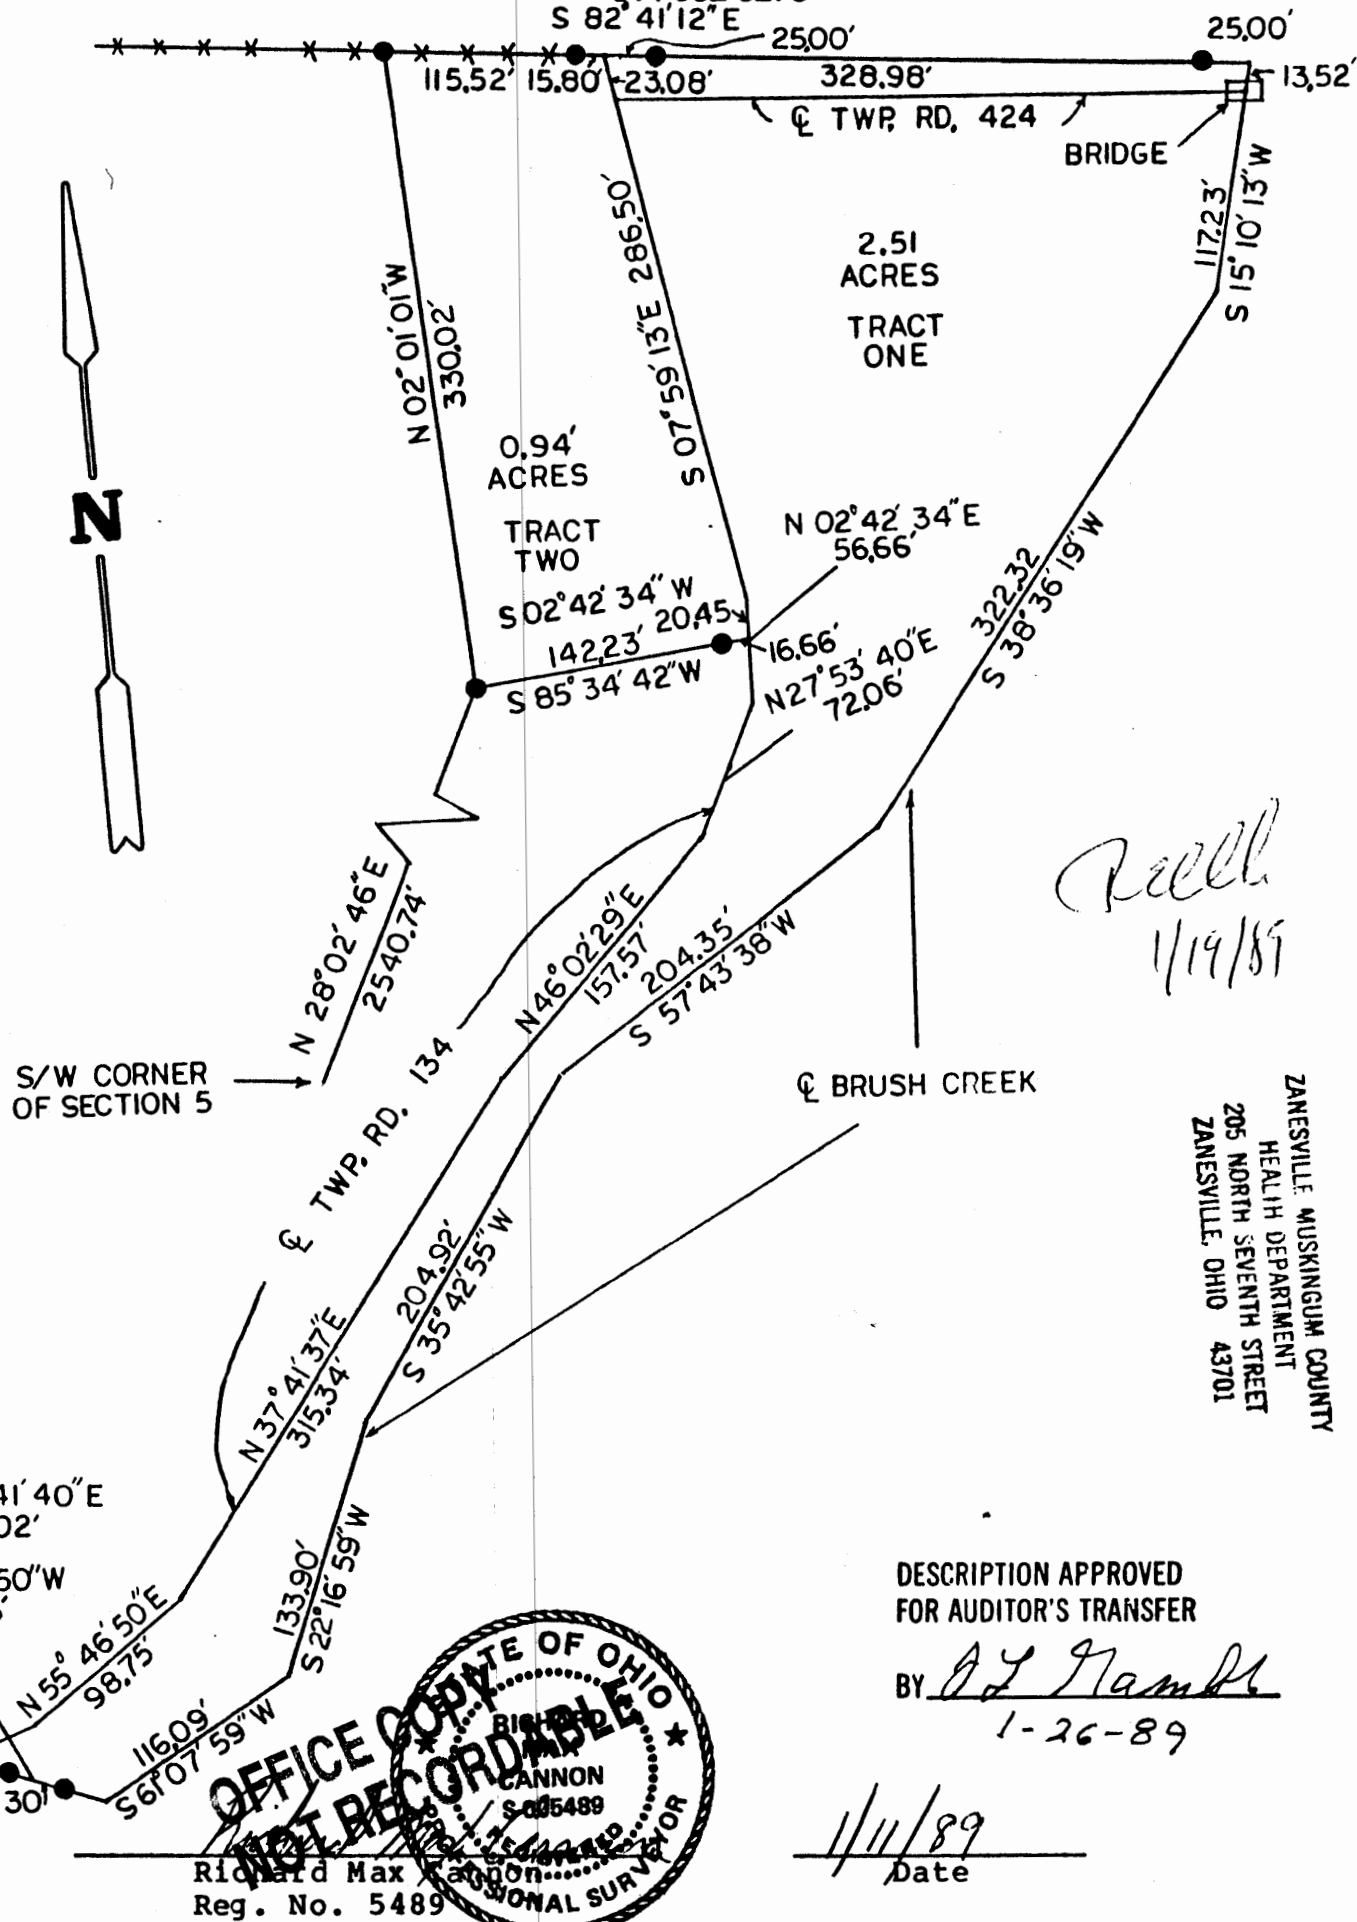 S 82° 41' 12" E
25.00'
25.00'
115.52' 15.80' 23.08' 328.98' 13.52'
℄ TWP. RD. 424
BRIDGE
N 02° 01' 01" W
330.02'
S 07° 59' 13" E 286.50'
117.23'
S 15° 10' 13" W
2.51
ACRES
TRACT
ONE
0.94'
ACRES
TRACT
TWO
N
N 02° 42' 34" E
56.66'
S 02° 42' 34" W
20.45
142.23'
S 85° 34' 42" W
16.66'
N 27° 53' 40" E
72.06'
322.32
S 38° 36' 19" W
N 28° 02' 46" E
2540.74'
N 46° 02' 29" E
157.57'
204.35'
S 57° 43' 38" W
1/19/89
S/W CORNER
OF SECTION 5
℄ TWP. RD. 134
℄ BRUSH CREEK
ZANESVILLE MUSKINGUM COUNTY
HEALTH DEPARTMENT
205 NORTH SEVENTH STREET
ZANESVILLE, OHIO 43701
204.92'
S 35° 42' 55" W
N 37° 41' 37" E
315.34'
41' 40" E
02'
50" W
133.90'
S 22° 16' 59" W
N 55° 46' 50" E
98.75'
116.09'
S 61° 07' 59" W
30'
DESCRIPTION APPROVED
FOR AUDITOR'S TRANSFER
BY
1-26-89
OFFICE COPY
NOT RECORDABLE
STATE OF OHIO
RICHARD
MAX
CANNON
S-005489
REGISTERED
PROFESSIONAL SURVEYOR
Richard Max Cannon
Reg. No. 5489
1/11/89
Date